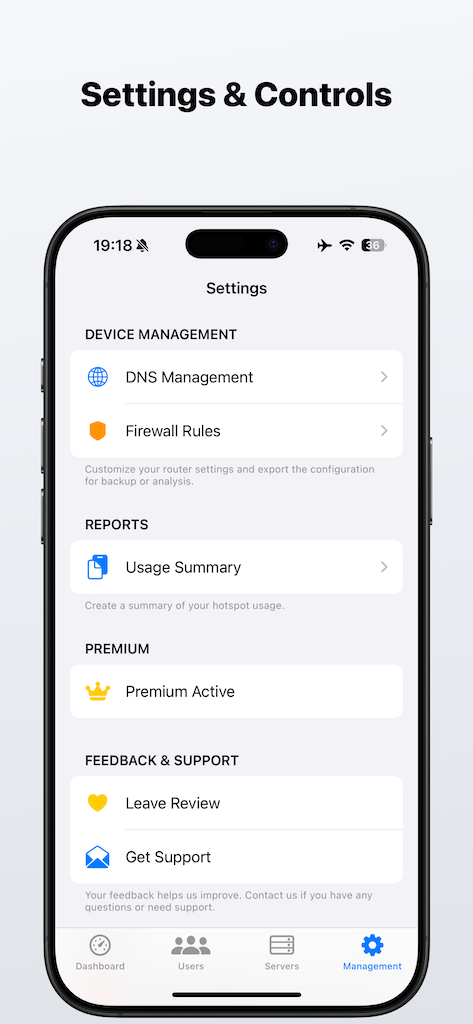 Settings & Controls
19:18
36
Settings
DEVICE MANAGEMENT
DNS Management
Firewall Rules
Customize your router settings and export the configuration
for backup or analysis.
REPORTS
Usage Summary
Create a summary of your hotspot usage.
PREMIUM
Premium Active
FEEDBACK & SUPPORT
Leave Review
Get Support
Your feedback helps us improve. Contact us if you have any
questions or need support.
Dashboard Users Servers Management